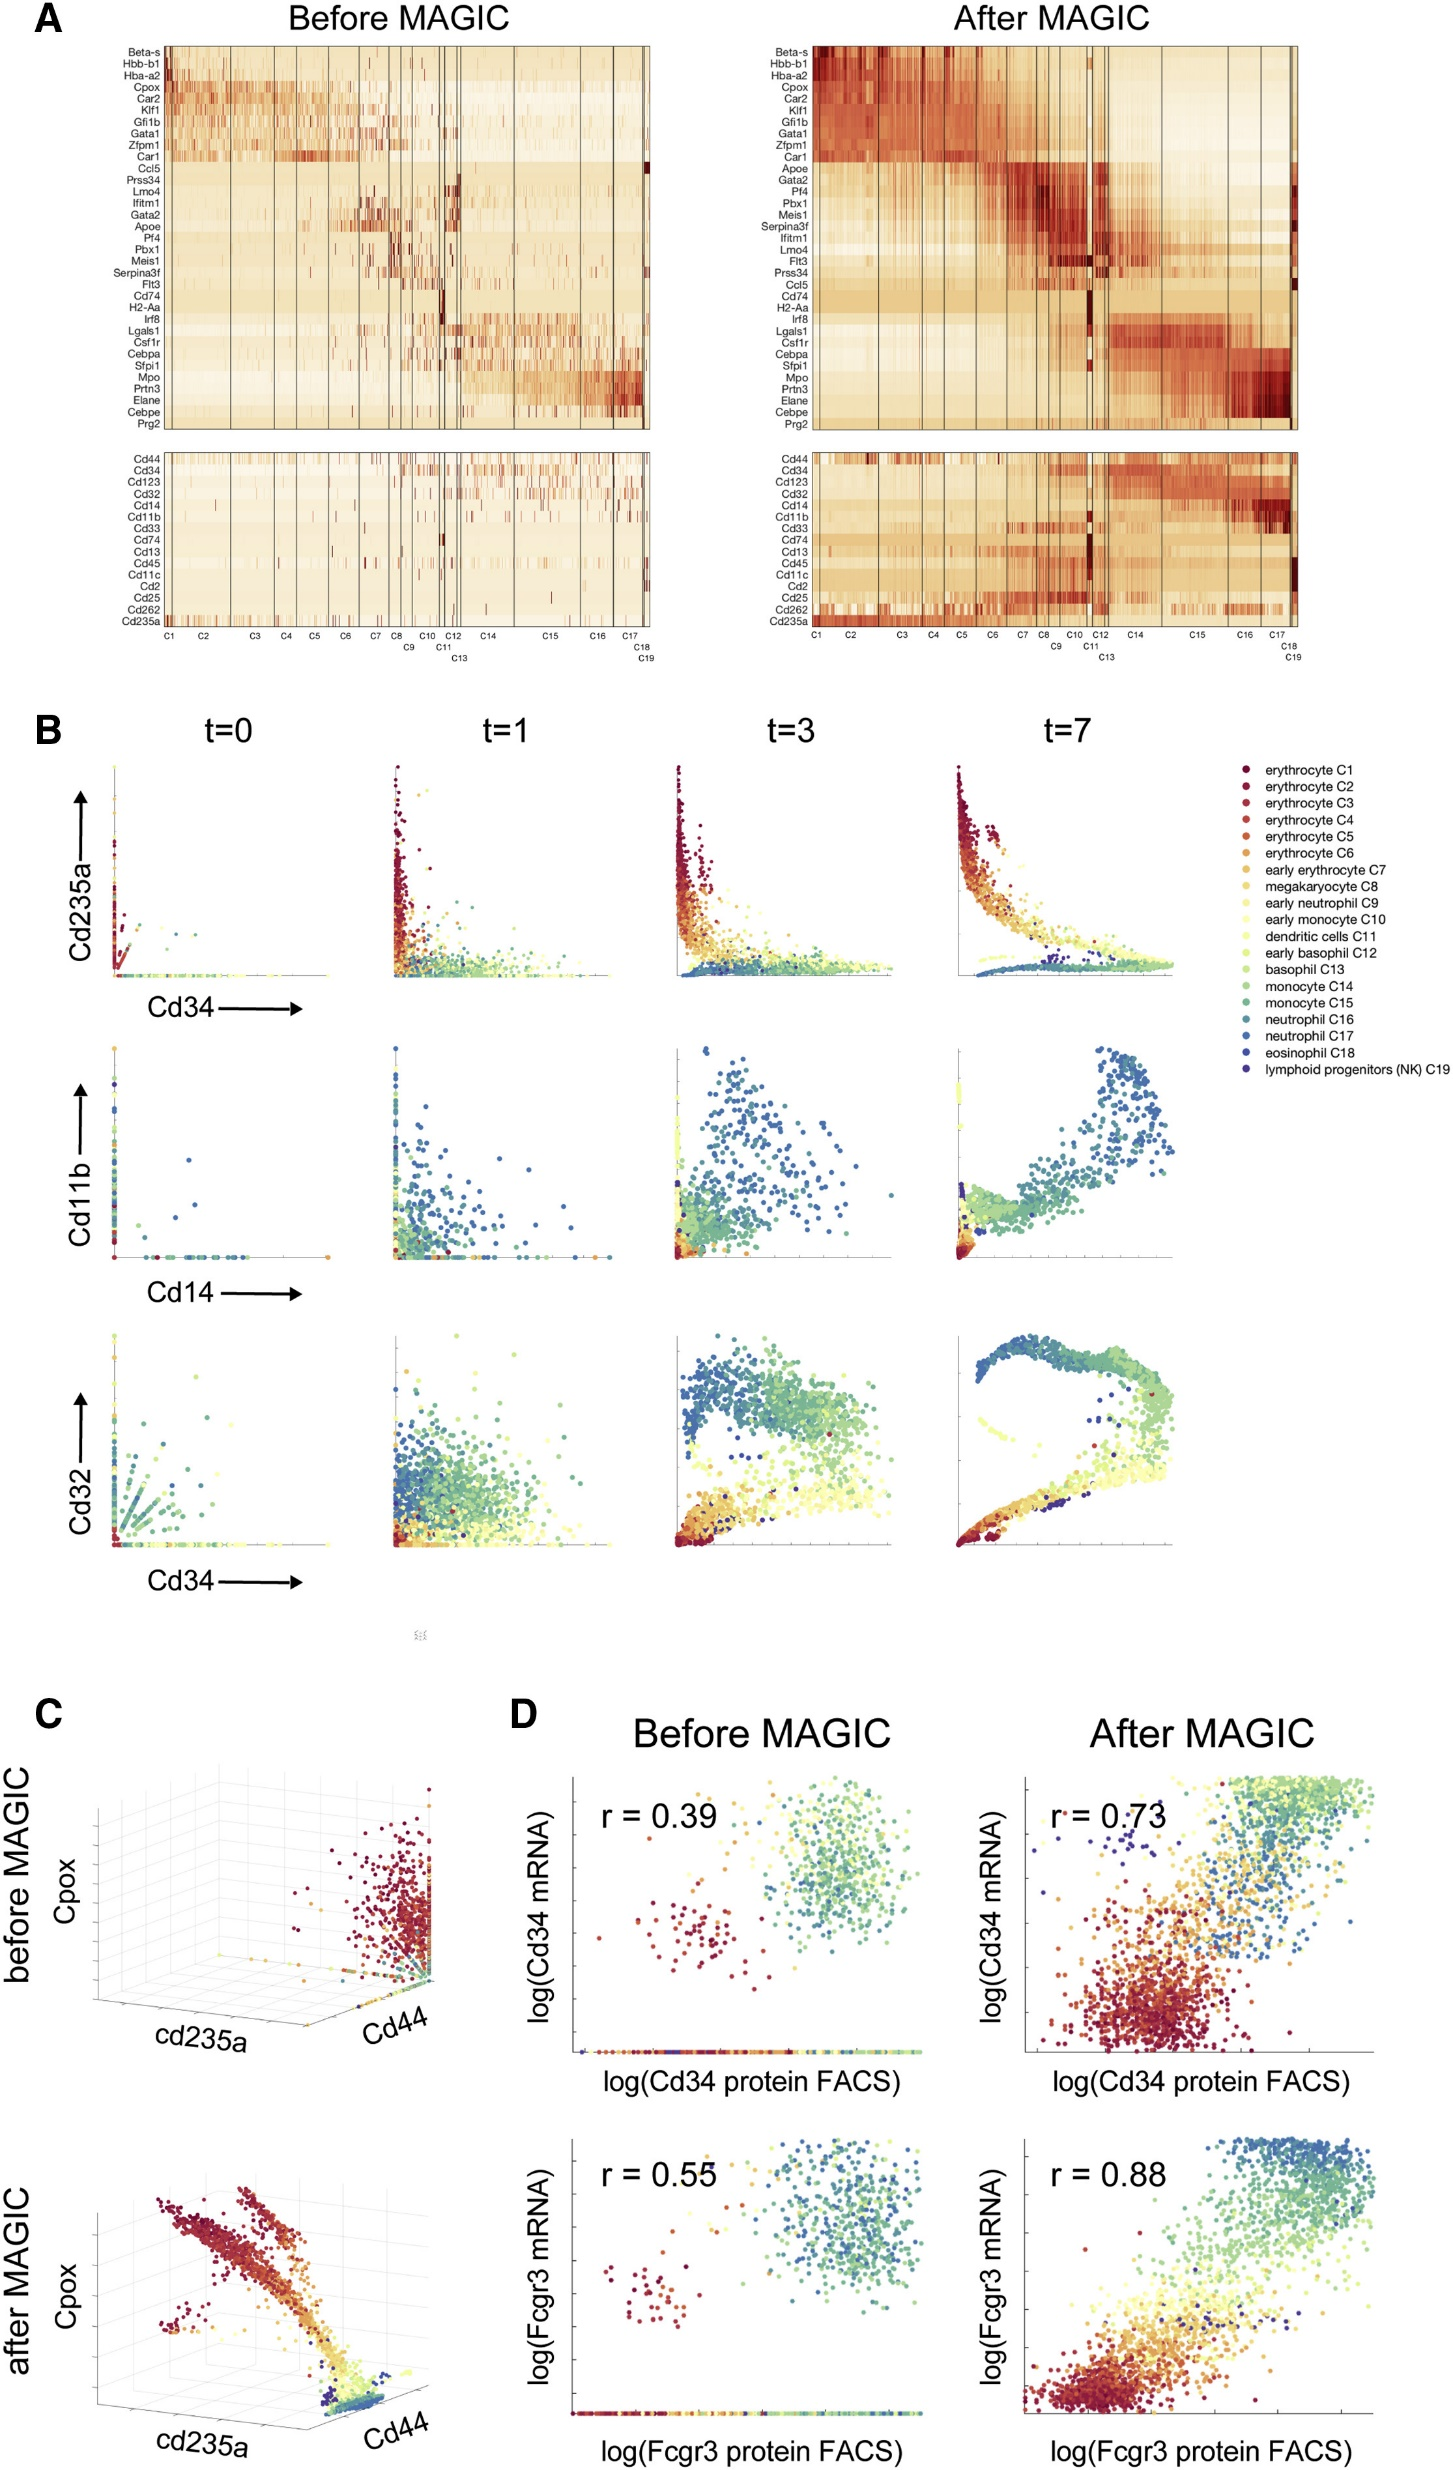 A
Before MAGIC
After MAGIC
Beta-s
Hbb-b1
Hba-a2
Cpox
Car2
Klf1
Gfi1b
Gata1
Zfpm1
Car1
Ccl5
Prss34
Lmo4
Ifitm1
Gata2
Apoe
Pf4
Pbx1
Meis1
Serpina3f
Flt3
Cd74
H2-Aa
Irf8
Lgals1
Csf1r
Cebpa
Sfpi1
Mpo
Prtn3
Elane
Cebpe
Prg2
Cd44
Cd34
Cd123
Cd32
Cd14
Cd11b
Cd33
Cd74
Cd13
Cd45
Cd11c
Cd2
Cd25
Cd262
Cd235a
C1 C2 C3 C4 C5 C6 C7 C8 C10 C12 C14 C15 C16 C17
C9 C11 C18
C13 C19
Beta-s
Hbb-b1
Hba-a2
Cpox
Car2
Klf1
Gfi1b
Gata1
Zfpm1
Car1
Apoe
Gata2
Pf4
Pbx1
Meis1
Serpina3f
Ifitm1
Lmo4
Flt3
Prss34
Ccl5
Cd74
H2-Aa
Irf8
Lgals1
Csf1r
Cebpa
Sfpi1
Mpo
Prtn3
Elane
Cebpe
Prg2
Cd44
Cd34
Cd123
Cd32
Cd14
Cd11b
Cd33
Cd74
Cd13
Cd45
Cd11c
Cd2
Cd25
Cd262
Cd235a
C1 C2 C3 C4 C5 C6 C7 C8 C10 C12 C14 C15 C16 C17
C9 C11 C18
C13 C19
B
t=0
t=1
t=3
t=7
Cd235a
Cd34
Cd11b
Cd14
Cd32
Cd34
erythrocyte C1
erythrocyte C2
erythrocyte C3
erythrocyte C4
erythrocyte C5
erythrocyte C6
early erythrocyte C7
megakaryocyte C8
early neutrophil C9
early monocyte C10
dendritic cells C11
early basophil C12
basophil C13
monocyte C14
monocyte C15
neutrophil C16
neutrophil C17
eosinophil C18
lymphoid progenitors (NK) C19
C
before MAGIC
Cpox
cd235a
Cd44
after MAGIC
Cpox
cd235a
Cd44
D
Before MAGIC
After MAGIC
r = 0.39
log(Cd34 mRNA)
log(Cd34 protein FACS)
r = 0.73
log(Cd34 mRNA)
log(Cd34 protein FACS)
r = 0.55
log(Fcgr3 mRNA)
log(Fcgr3 protein FACS)
r = 0.88
log(Fcgr3 mRNA)
log(Fcgr3 protein FACS)